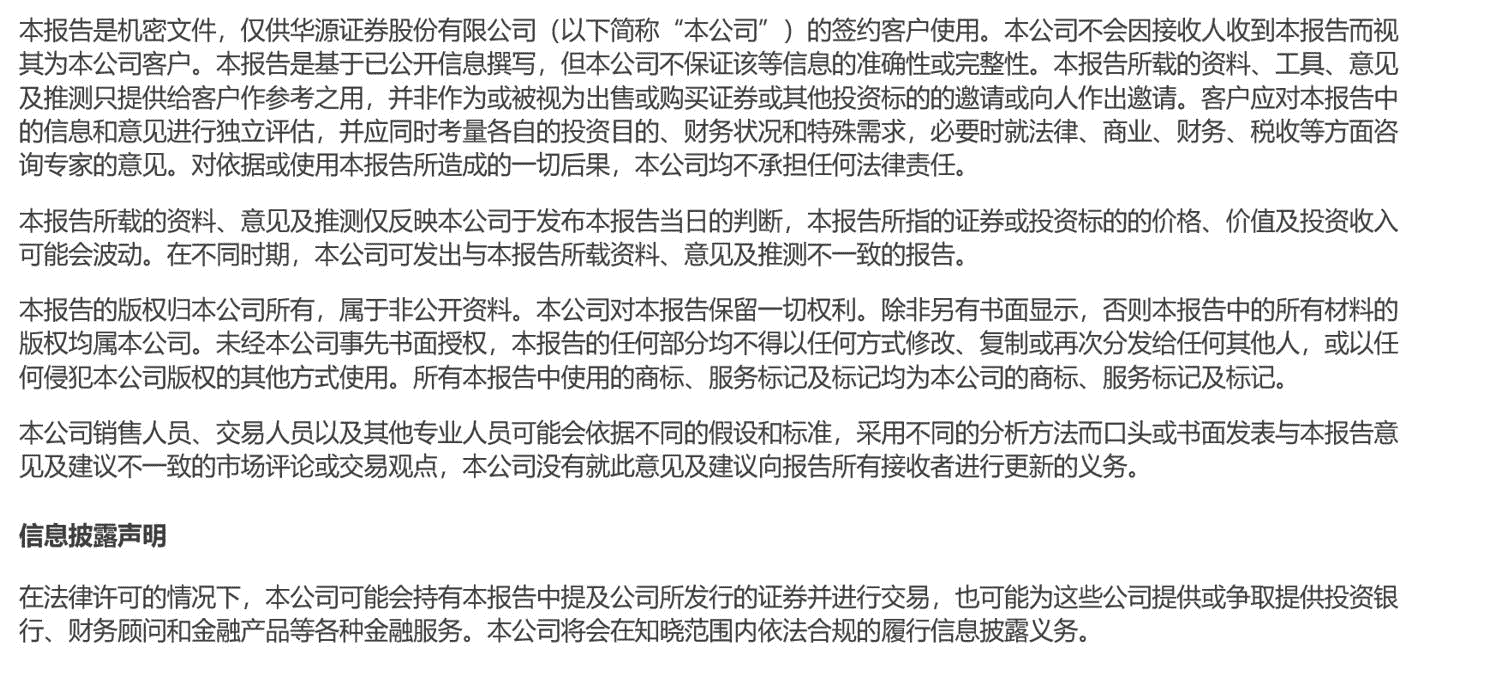 本报告是机密文件，仅供华源证券股份有限公司（以下简称“本公司”）的签约客户使用。本公司不会因接收人收到本报告而视
其为本公司客户。本报告是基于已公开信息撰写，但本公司不保证该等信息的准确性或完整性。本报告所载的资料、工具、意见
及推测只提供给客户作参考之用，并非作为或被视为出售或购买证券或其他投资标的的邀请或向人作出邀请。客户应对本报告中
的信息和意见进行独立评估，并应同时考量各自的投资目的、财务状况和特殊需求，必要时就法律、商业、财务、税收等方面咨
询专家的意见。对依据或使用本报告所造成的一切后果，本公司均不承担任何法律责任。
本报告所载的资料、意见及推测仅反映本公司于发布本报告当日的判断，本报告所指的证券或投资标的的价格、价值及投资收入
可能会波动。在不同时期，本公司可发出与本报告所载资料、意见及推测不一致的报告。
本报告的版权归本公司所有，属于非公开资料。本公司对本报告保留一切权利。除非另有书面显示，否则本报告中的所有材料的
版权均属本公司。未经本公司事先书面授权，本报告的任何部分均不得以任何方式修改、复制或再次分发给任何其他人，或以任
何侵犯本公司版权的其他方式使用。所有本报告中使用的商标、服务标记及标记均为本公司的商标、服务标记及标记。
本公司销售人员、交易人员以及其他专业人员可能会依据不同的假设和标准，采用不同的分析方法而口头或书面发表与本报告意
见及建议不一致的市场评论或交易观点，本公司没有就此意见及建议向报告所有接收者进行更新的义务。
信息披露声明
在法律许可的情况下，本公司可能会持有本报告中提及公司所发行的证券并进行交易，也可能为这些公司提供或争取提供投资银
行、财务顾问和金融产品等各种金融服务。本公司将会在知晓范围内依法合规的履行信息披露义务。